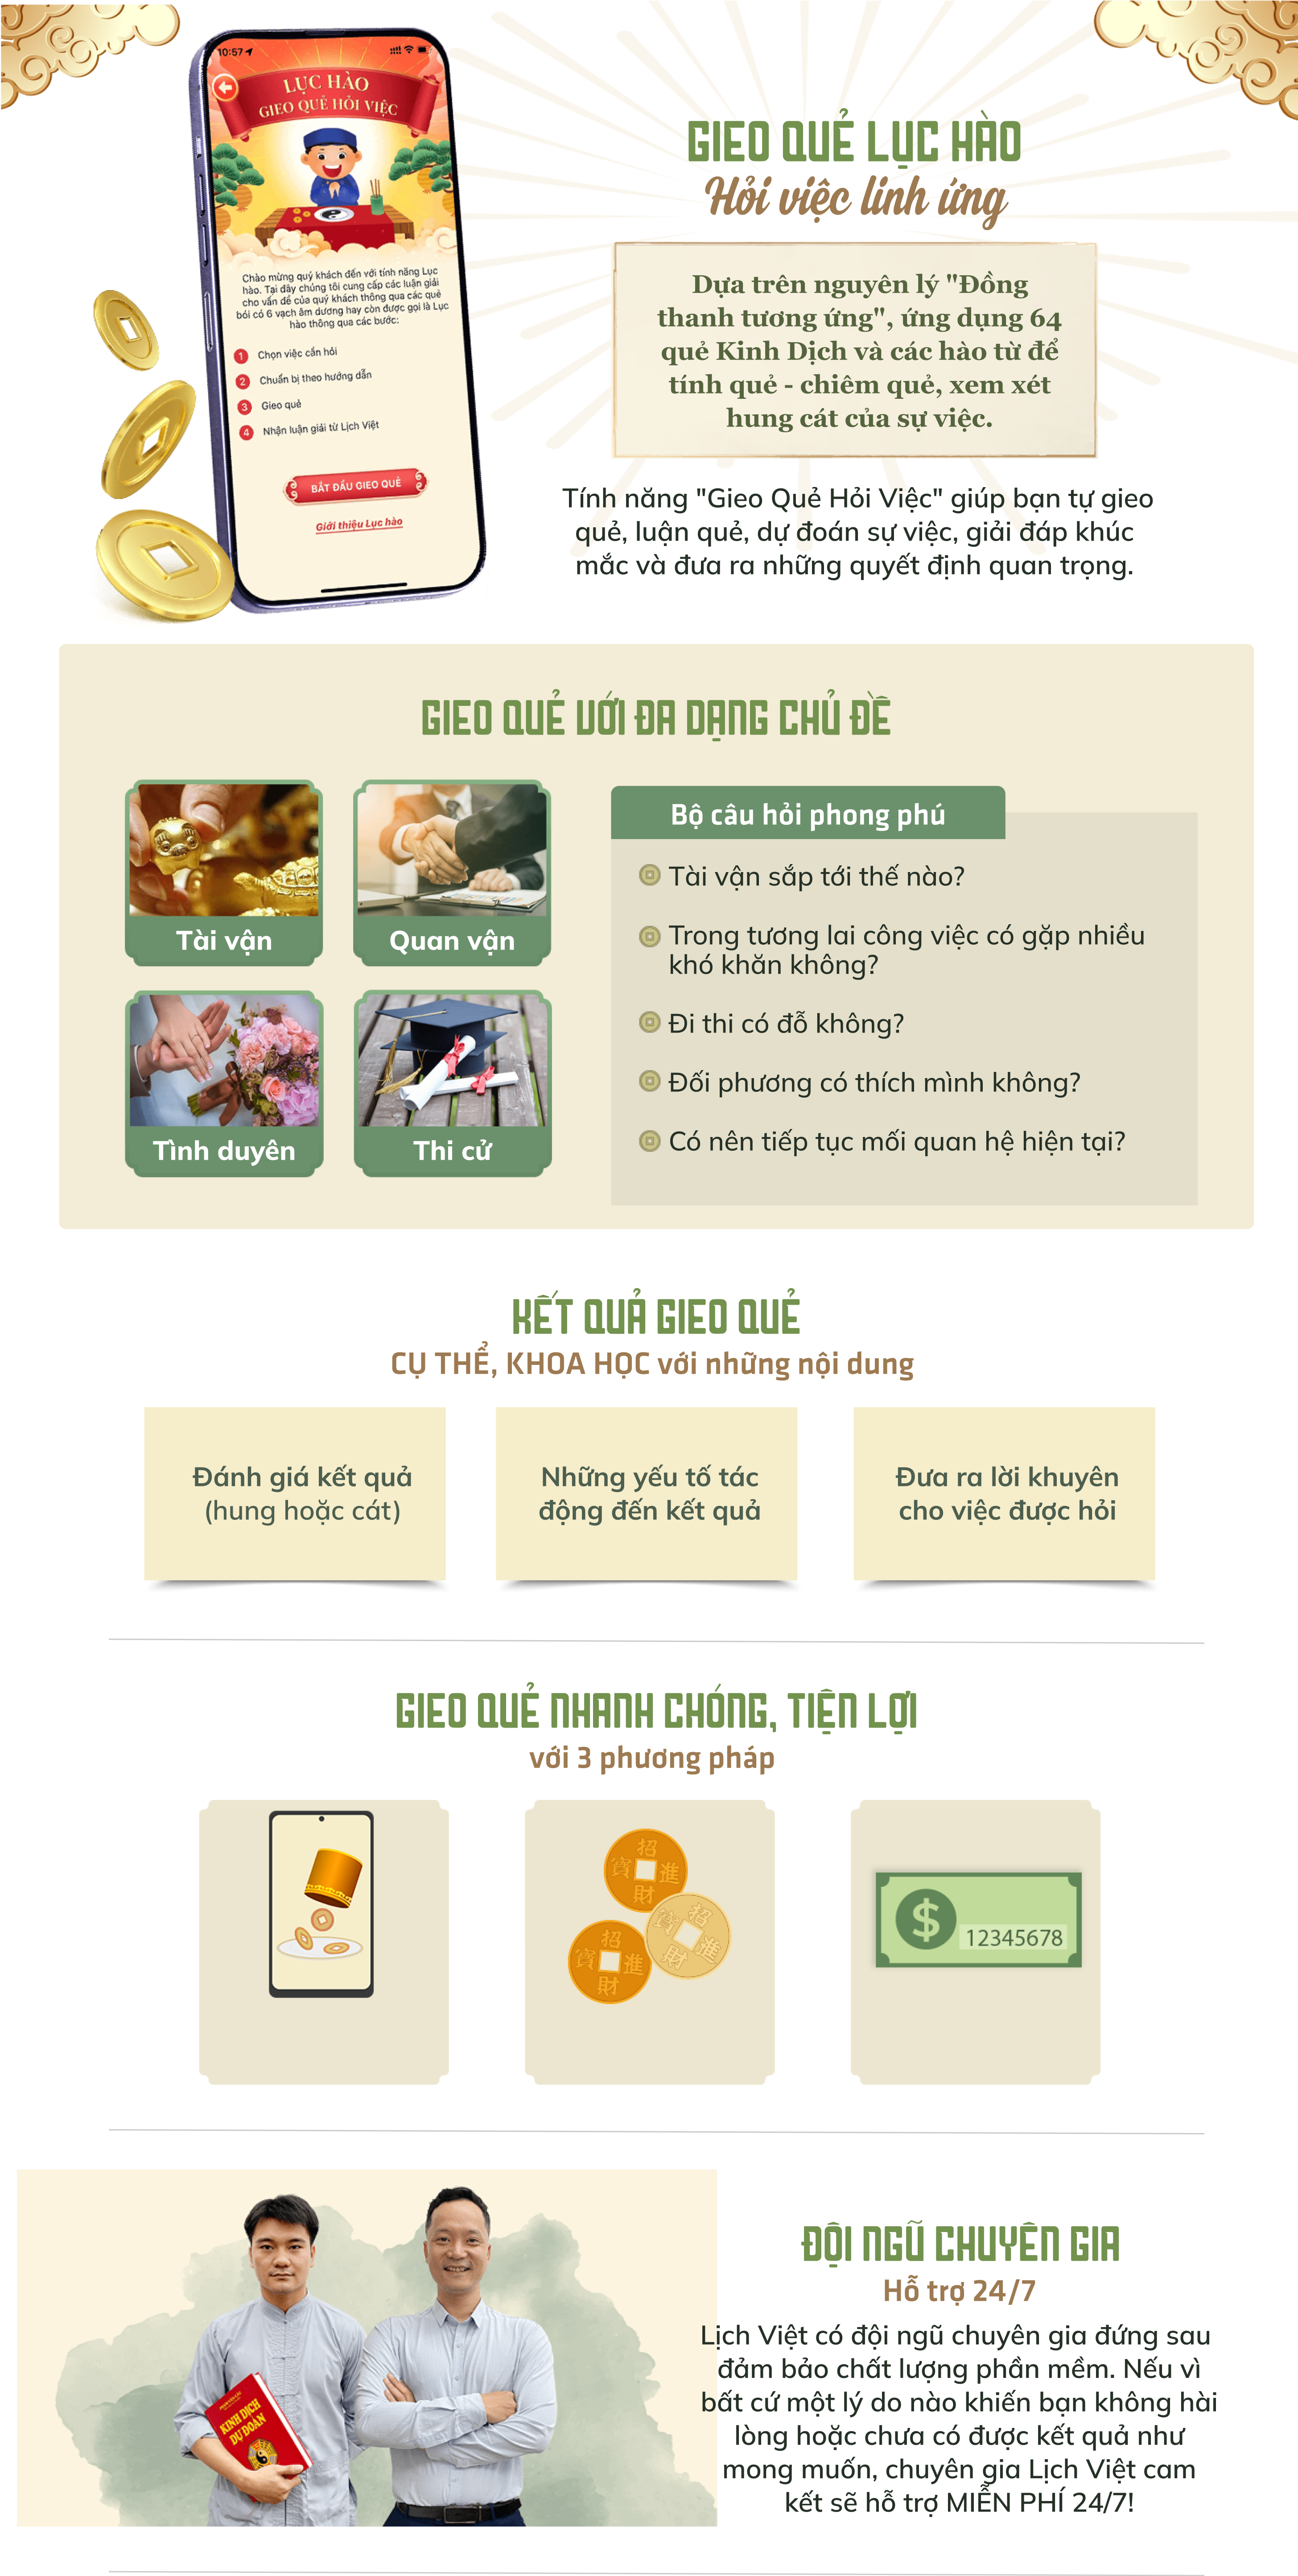 10:57
LỤC HÀO
GIEO QUẺ HỎI VIỆC
Chào mừng quý khách đến với tính năng Lục
hào. Tại đây chúng tôi cung cấp các luận giải
cho vấn đề của quý khách thông qua các quẻ
bói có 6 vạch âm dương hay còn được gọi là Lục
hào thông qua các bước:
1 Chọn việc cần hỏi
2 Chuẩn bị theo hướng dẫn
3 Gieo quẻ
4 Nhận luận giải từ Lịch Việt
BẮT ĐẦU GIEO QUẺ
Giới thiệu Lục hào
GIEO QUẺ LỤC HÀO
Hỏi việc linh ứng
Dựa trên nguyên lý "Đồng
thanh tương ứng", ứng dụng 64
quẻ Kinh Dịch và các hào từ để
tính quẻ - chiêm quẻ, xem xét
hung cát của sự việc.
Tính năng "Gieo Quẻ Hỏi Việc" giúp bạn tự gieo
quẻ, luận quẻ, dự đoán sự việc, giải đáp khúc
mắc và đưa ra những quyết định quan trọng.
GIEO QUẺ VỚI ĐA DẠNG CHỦ ĐỀ
Tài vận
Quan vận
Tình duyên
Thi cử
Bộ câu hỏi phong phú
Tài vận sắp tới thế nào?
Trong tương lai công việc có gặp nhiều
khó khăn không?
Đi thi có đỗ không?
Đối phương có thích mình không?
Có nên tiếp tục mối quan hệ hiện tại?
KẾT QUẢ GIEO QUẺ
CỤ THỂ, KHOA HỌC với những nội dung
Đánh giá kết quả
(hung hoặc cát)
Những yếu tố tác
động đến kết quả
Đưa ra lời khuyên
cho việc được hỏi
GIEO QUẺ NHANH CHÓNG, TIỆN LỢI
với 3 phương pháp
招
寶 進
財
招
寶 進
財
招
寶 進
財
$
12345678
KINH DỊCH
DỰ ĐOÁN
ĐỘI NGŨ CHUYÊN GIA
Hỗ trợ 24/7
Lịch Việt có đội ngũ chuyên gia đứng sau
đảm bảo chất lượng phần mềm. Nếu vì
bất cứ một lý do nào khiến bạn không hài
lòng hoặc chưa có được kết quả như
mong muốn, chuyên gia Lịch Việt cam
kết sẽ hỗ trợ MIỄN PHÍ 24/7!